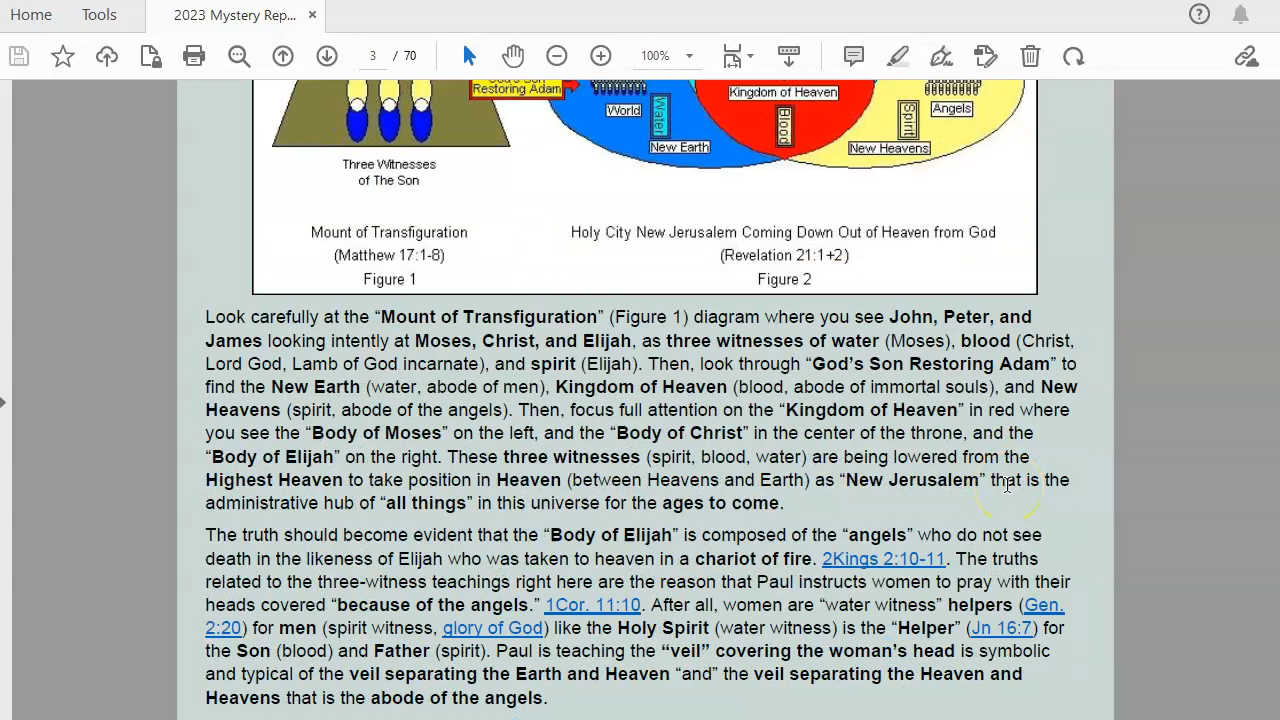 Home
Tools
2023 Mystery Rep...
3 / 70
100%
God's Son
Restoring Adam
World
Water
New Earth
Kingdom of Heaven
Blood
Spirit
Angels
New Heavens
Three Witnesses
of The Son
Mount of Transfiguration
(Matthew 17:1-8)
Figure 1
Holy City New Jerusalem Coming Down Out of Heaven from God
(Revelation 21:1+2)
Figure 2
Look carefully at the “Mount of Transfiguration” (Figure 1) diagram where you see John, Peter, and
James looking intently at Moses, Christ, and Elijah, as three witnesses of water (Moses), blood (Christ,
Lord God, Lamb of God incarnate), and spirit (Elijah). Then, look through “God’s Son Restoring Adam” to
find the New Earth (water, abode of men), Kingdom of Heaven (blood, abode of immortal souls), and New
Heavens (spirit, abode of the angels). Then, focus full attention on the “Kingdom of Heaven” in red where
you see the “Body of Moses” on the left, and the “Body of Christ” in the center of the throne, and the
“Body of Elijah” on the right. These three witnesses (spirit, blood, water) are being lowered from the
Highest Heaven to take position in Heaven (between Heavens and Earth) as “New Jerusalem” that is the
administrative hub of “all things” in this universe for the ages to come.
The truth should become evident that the “Body of Elijah” is composed of the “angels” who do not see
death in the likeness of Elijah who was taken to heaven in a chariot of fire. 2Kings 2:10-11. The truths
related to the three-witness teachings right here are the reason that Paul instructs women to pray with their
heads covered “because of the angels.” 1Cor. 11:10. After all, women are “water witness” helpers (Gen.
2:20) for men (spirit witness, glory of God) like the Holy Spirit (water witness) is the “Helper” (Jn 16:7) for
the Son (blood) and Father (spirit). Paul is teaching the “veil” covering the woman’s head is symbolic
and typical of the veil separating the Earth and Heaven “and” the veil separating the Heaven and
Heavens that is the abode of the angels.